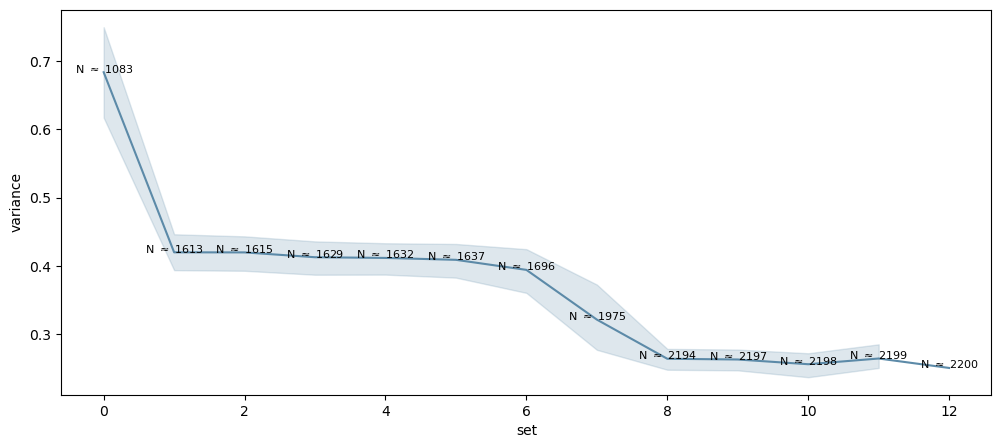 0.7
N ≈ 1083
0.6
0.5
variance
N ≈ 1613
N ≈ 1615
N ≈ 1629
N ≈ 1632
N ≈ 1637
0.4
N ≈ 1696
N ≈ 1975
0.3
N ≈ 2194
N ≈ 2197
N ≈ 2198
N ≈ 2199
N ≈ 2200
0 2 4 6 8 10 12
set